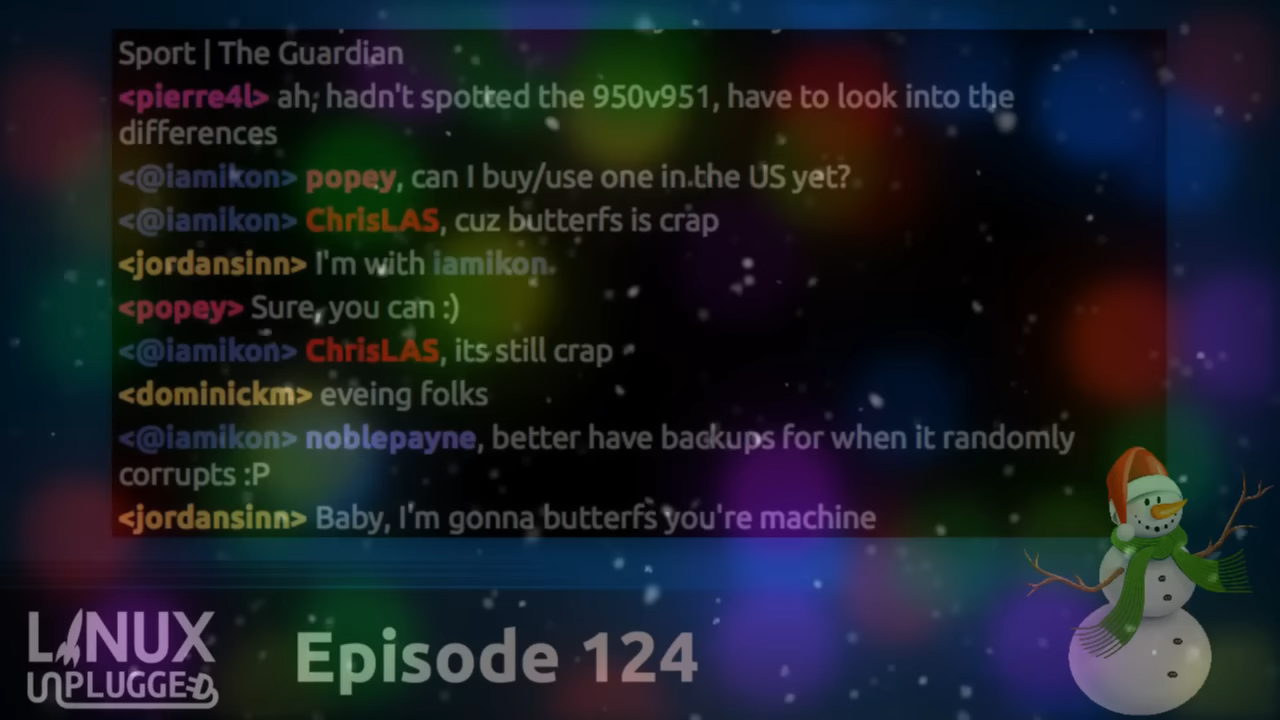 Sport | The Guardian
<pierre4l> ah, hadn't spotted the 950v951, have to look into the
differences
<@iamikon> popey, can I buy/use one in the US yet?
<@iamikon> ChrisLAS, cuz butterfs is crap
<jordansinn> I'm with iamikon.
<popey> Sure, you can :)
<@iamikon> ChrisLAS, its still crap
<dominickm> eveing folks
<@iamikon> noblepayne, better have backups for when it randomly
corrupts :P
<jordansinn> Baby, I'm gonna butterfs you're machine
LINUX
UNPLUGGED
Episode 124